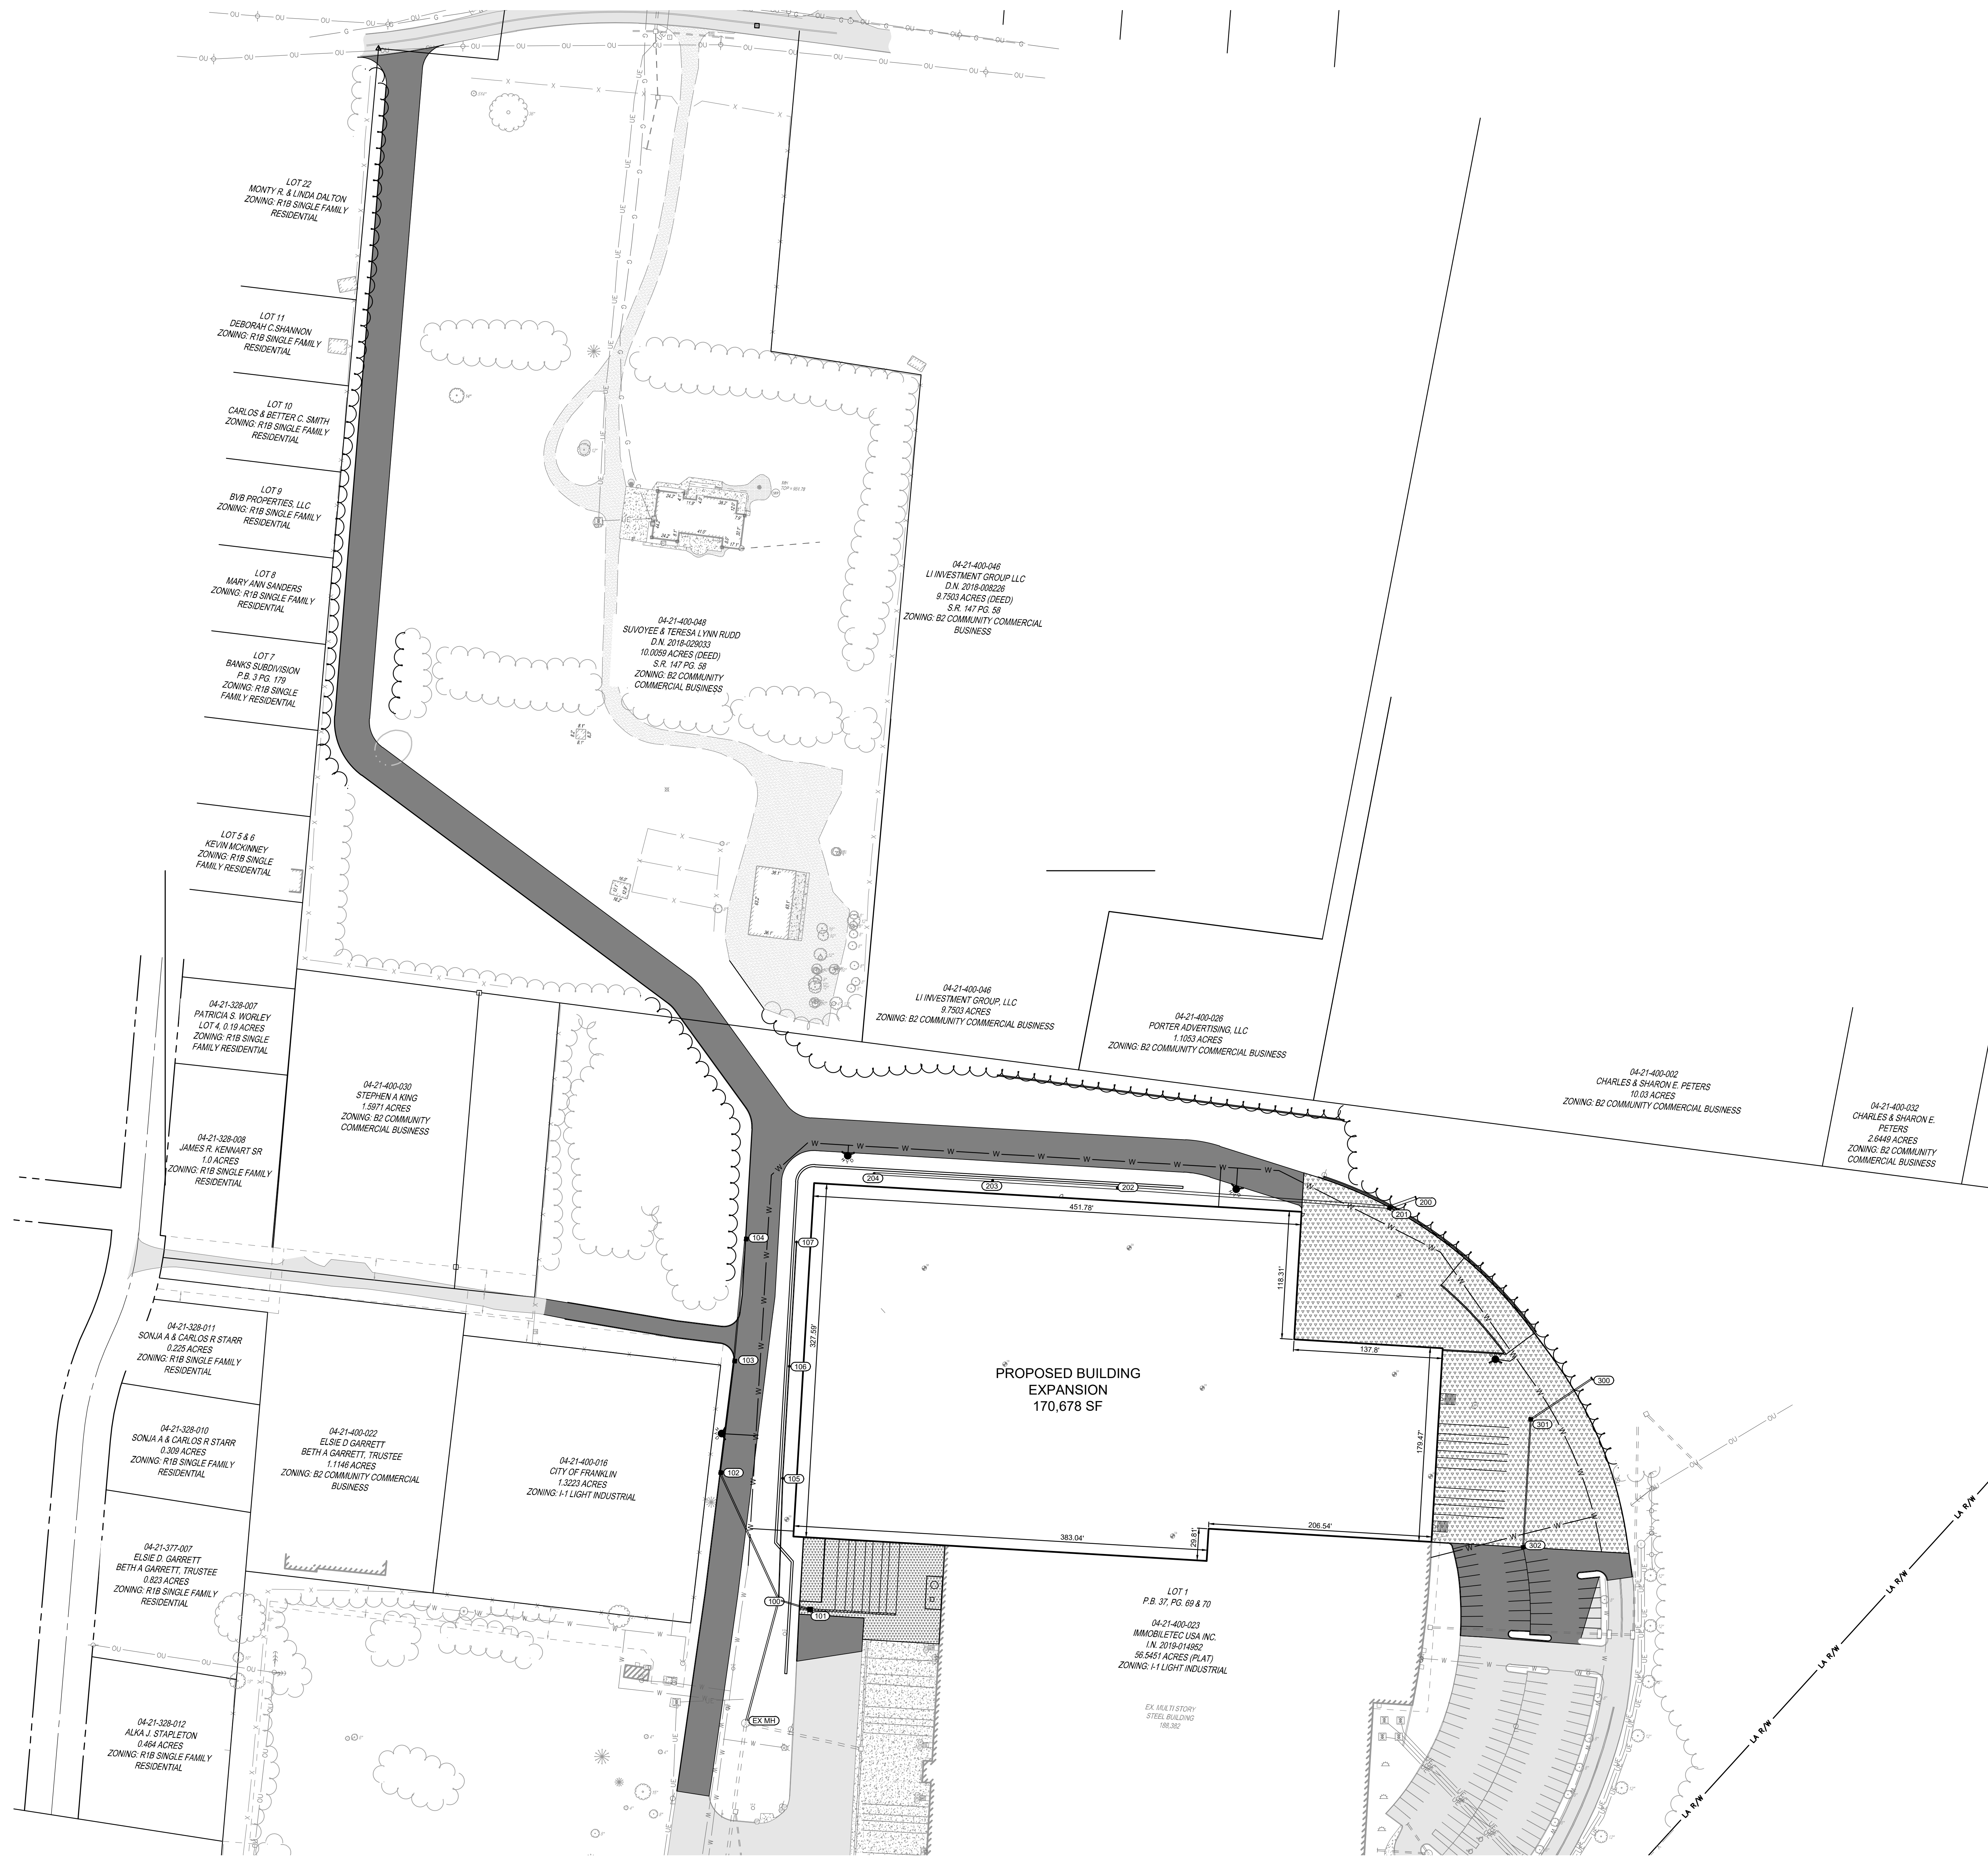 LOT 22
MONTY R. & LINDA DALTON
ZONING: R1B SINGLE FAMILY
RESIDENTIAL
LOT 11
DEBORAH C.SHANNON
ZONING: R1B SINGLE FAMILY
RESIDENTIAL
LOT 10
CARLOS & BETTER C. SMITH
ZONING: R1B SINGLE FAMILY
RESIDENTIAL
LOT 9
BVB PROPERTIES, LLC
ZONING: R1B SINGLE FAMILY
RESIDENTIAL
LOT 8
MARY ANN SANDERS
ZONING: R1B SINGLE FAMILY
RESIDENTIAL
LOT 7
BANKS SUBDIVISION
P.B. 3 PG. 179
ZONING: R1B SINGLE
FAMILY RESIDENTIAL
LOT 5 & 6
KEVIN MCKINNEY
ZONING: R1B SINGLE
FAMILY RESIDENTIAL
04-21-400-048
SUVOYEE & TERESA LYNN RUDD
D.N. 2018-029033
10.0059 ACRES (DEED)
S.R. 147 PG. 58
ZONING: B2 COMMUNITY
COMMERCIAL BUSINESS
04-21-400-046
LI INVESTMENT GROUP LLC
D.N. 2018-008226
9.7503 ACRES (DEED)
S.R. 147 PG. 58
ZONING: B2 COMMUNITY COMMERCIAL
BUSINESS
04-21-400-046
LI INVESTMENT GROUP, LLC
9.7503 ACRES
ZONING: B2 COMMUNITY COMMERCIAL BUSINESS
04-21-400-026
PORTER ADVERTISING, LLC
1.1053 ACRES
ZONING: B2 COMMUNITY COMMERCIAL BUSINESS
04-21-400-002
CHARLES & SHARON E. PETERS
10.03 ACRES
ZONING: B2 COMMUNITY COMMERCIAL BUSINESS
04-21-400-032
CHARLES & SHARON E.
PETERS
2.6449 ACRES
ZONING: B2 COMMUNITY
COMMERCIAL BUSINESS
04-21-328-007
PATRICIA S. WORLEY
LOT 4, 0.19 ACRES
ZONING: R1B SINGLE
FAMILY RESIDENTIAL
04-21-328-008
JAMES R. KENNART SR
1.0 ACRES
ZONING: R1B SINGLE FAMILY
RESIDENTIAL
04-21-400-030
STEPHEN A KING
1.5971 ACRES
ZONING: B2 COMMUNITY
COMMERCIAL BUSINESS
204
203
202
200
201
451.78'
118.31'
327.59'
137.8'
179.47'
383.04'
29.81'
206.54'
104
107
103
106
102
105
100
101
EX MH
300
301
302
PROPOSED BUILDING
EXPANSION
170,678 SF
04-21-328-011
SONJA A & CARLOS R STARR
0.225 ACRES
ZONING: R1B SINGLE FAMILY
RESIDENTIAL
04-21-328-010
SONJA A & CARLOS R STARR
0.309 ACRES
ZONING: R1B SINGLE FAMILY
RESIDENTIAL
04-21-400-022
ELSIE D GARRETT
BETH A GARRETT, TRUSTEE
1.1146 ACRES
ZONING: B2 COMMUNITY COMMERCIAL
BUSINESS
04-21-400-016
CITY OF FRANKLIN
1.3223 ACRES
ZONING: I-1 LIGHT INDUSTRIAL
04-21-377-007
ELSIE D. GARRETT
BETH A GARRETT, TRUSTEE
0.823 ACRES
ZONING: R1B SINGLE FAMILY
RESIDENTIAL
04-21-328-012
ALKA J. STAPLETON
0.464 ACRES
ZONING: R1B SINGLE FAMILY
RESIDENTIAL
LOT 1
P.B. 37, PG. 69 & 70
04-21-400-023
IMMOBILETEC USA INC.
I.N. 2019-014952
56.5451 ACRES (PLAT)
ZONING: I-1 LIGHT INDUSTRIAL
EX. MULTI STORY
STEEL BUILDING
188,382
LA R/W
LA R/W
LA R/W
LA R/W
LA R/W